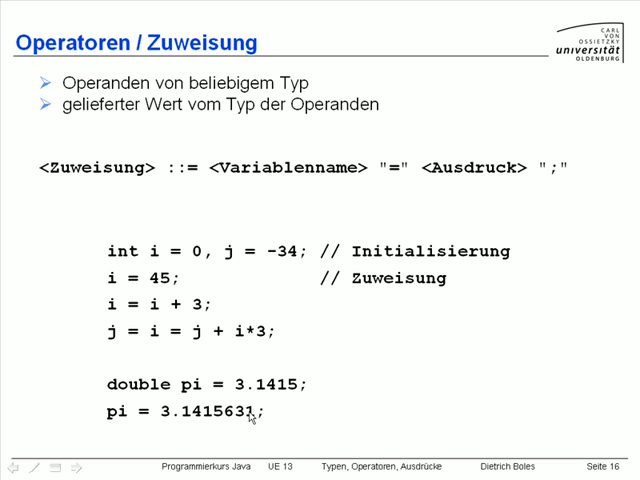 Operatoren / Zuweisung
CARL
VON
OSSIETZKY
universität
OLDENBURG
Operanden von beliebigem Typ
gelieferter Wert vom Typ der Operanden
<Zuweisung> ::= <Variablenname> "=" <Ausdruck> ";"
int i = 0, j = -34; // Initialisierung
i = 45; // Zuweisung
i = i + 3;
j = i = j + i*3;
double pi = 3.1415;
pi = 3.1415631;
Programmierkurs Java UE 13 Typen, Operatoren, Ausdrücke Dietrich Boles Seite 16